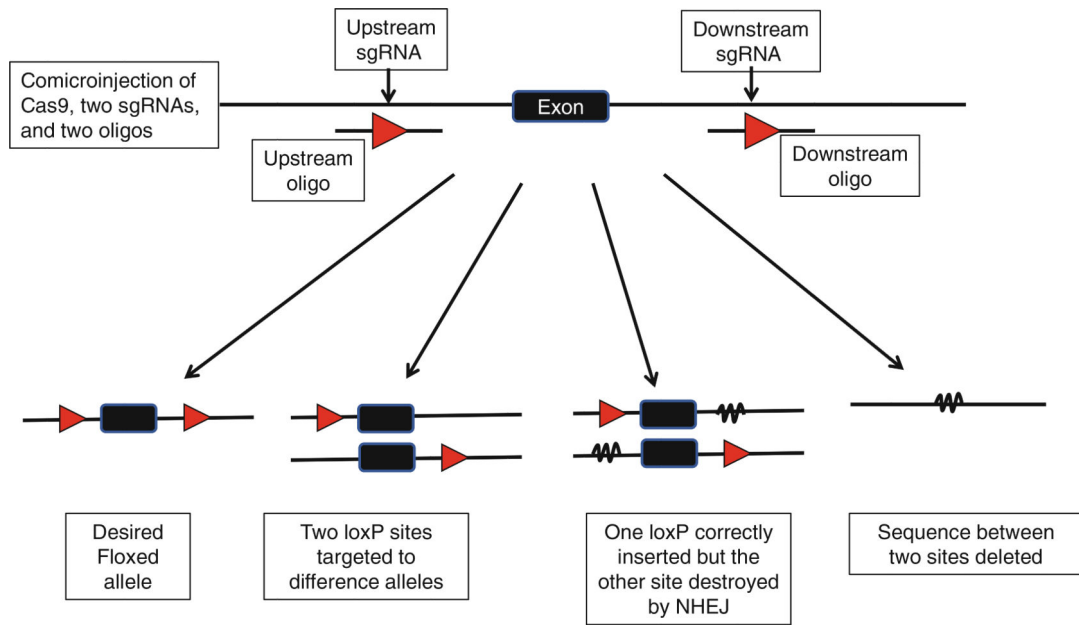 Upstream
sgRNA
Downstream
sgRNA
Comicroinjection of
Cas9, two sgRNAs,
and two oligos
Exon
Upstream
oligo
Downstream
oligo
Desired
Floxed
allele
Two loxP sites
targeted to
difference alleles
One loxP correctly
inserted but the
other site destroyed
by NHEJ
Sequence between
two sites deleted